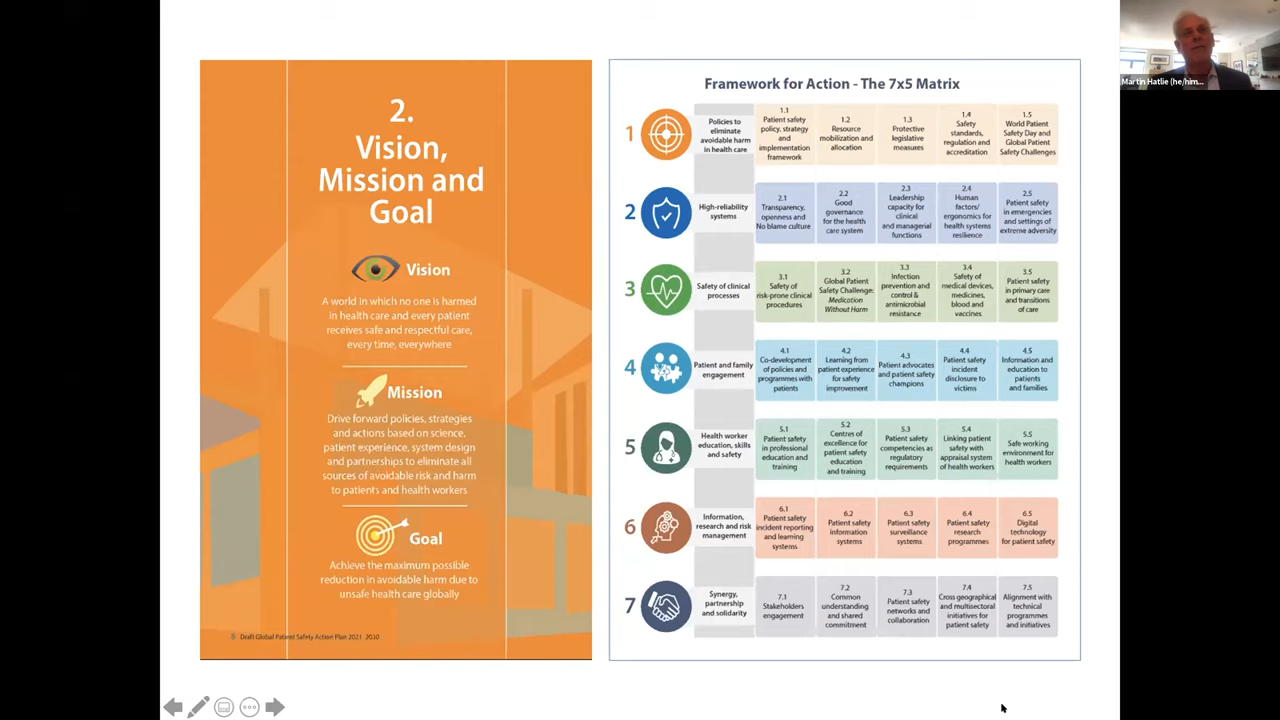 2.
Vision,
Mission and
Goal
Vision
A world in which no one is harmed
in health care and every patient
receives safe and respectful care,
every time, everywhere
Mission
Drive forward policies, strategies
and actions based on science,
patient experience, system design
and partnerships to eliminate all
sources of avoidable risk and harm
to patients and health workers
Goal
Achieve the maximum possible
reduction in avoidable harm due to
unsafe health care globally
8 Draft Global Patient Safety Action Plan 2021-2030
Framework for Action - The 7x5 Matrix
1
Policies to
eliminate
avoidable harm
in health care
1.1
Patient safety
policy, strategy
and
implementation
framework
1.2
Resource
mobilization and
allocation
1.3
Protective
legislative
measures
1.4
Safety
standards,
regulation and
accreditation
1.5
World Patient
Safety Day and
Global Patient
Safety Challenges
2
High-reliability
systems
2.1
Transparency,
openness and
No blame culture
2.2
Good
governance
for the health
care system
2.3
Leadership
capacity for
clinical
and managerial
functions
2.4
Human
factors/
ergonomics for
health systems
resilience
2.5
Patient safety
in emergencies
and settings of
extreme adversity
3
Safety of clinical
processes
3.1
Safety of
risk-prone clinical
procedures
3.2
Global Patient
Safety Challenge:
Medication
Without Harm
3.3
Infection
prevention and
control &
antimicrobial
resistance
3.4
Safety of
medical devices,
medicines,
blood and
vaccines
3.5
Patient safety
in primary care
and transitions
of care
4
Patient and family
engagement
4.1
Co-development
of policies and
programmes with
patients
4.2
Learning from
patient experience
for safety
improvement
4.3
Patient advocates
and patient safety
champions
4.4
Patient safety
incident
disclosure to
victims
4.5
Information and
education to
patients
and families
5
Health worker
education, skills
and safety
5.1
Patient safety
in professional
education and
training
5.2
Centres of
excellence for
patient safety
education
and training
5.3
Patient safety
competencies as
regulatory
requirements
5.4
Linking patient
safety with
appraisal system
of health workers
5.5
Safe working
environment for
health workers
6
Information,
research and risk
management
6.1
Patient safety
incident reporting
and learning
systems
6.2
Patient safety
information
systems
6.3
Patient safety
surveillance
systems
6.4
Patient safety
research
programmes
6.5
Digital
technology
for patient safety
7
Synergy,
partnership
and solidarity
7.1
Stakeholders
engagement
7.2
Common
understanding
and shared
commitment
7.3
Patient safety
networks and
collaboration
7.4
Cross geographical
and multisectoral
initiatives for
patient safety
7.5
Alignment with
technical
programmes
and initiatives
Martin Hatlie (he/him...